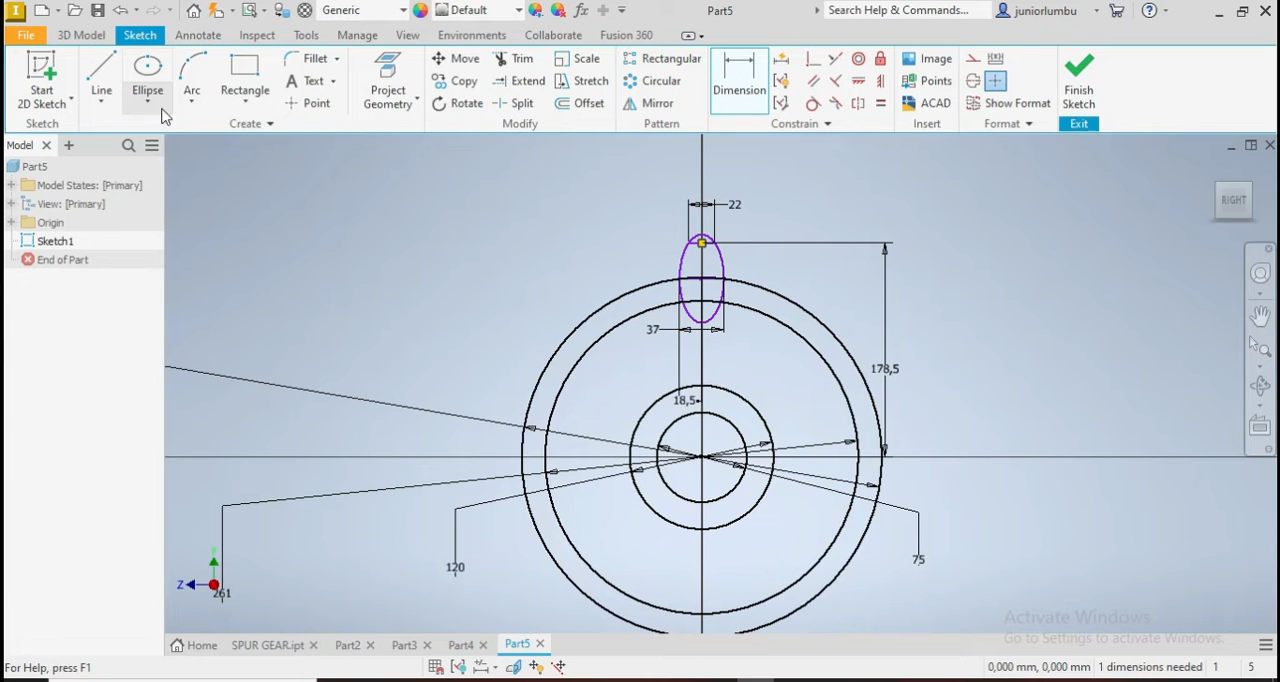 Generic
Default
fx
Part5
Search Help & Commands...
juniorlumbu
File
3D Model
Sketch
Annotate
Inspect
Tools
Manage
View
Environments
Collaborate
Fusion 360
Start
2D Sketch
Line
Ellipse
Arc
Rectangle
Fillet
Text
Point
Project
Geometry
Move
Copy
Rotate
Trim
Extend
Split
Scale
Stretch
Offset
Rectangular
Circular
Mirror
Dimension
Image
Points
ACAD
Show Format
Finish
Sketch
Sketch
Create
Modify
Pattern
Constrain
Insert
Format
Exit
Model
Part5
Model States: [Primary]
View: [Primary]
Origin
Sketch1
End of Part
RIGHT
22
37
178,5
18,5
120
75
261
Y
Z
Activate Windows
Go to Settings to activate Windows.
Home
SPUR GEAR.ipt
Part2
Part3
Part4
Part5
For Help, press F1
0,000 mm, 0,000 mm
1 dimensions needed
1
5